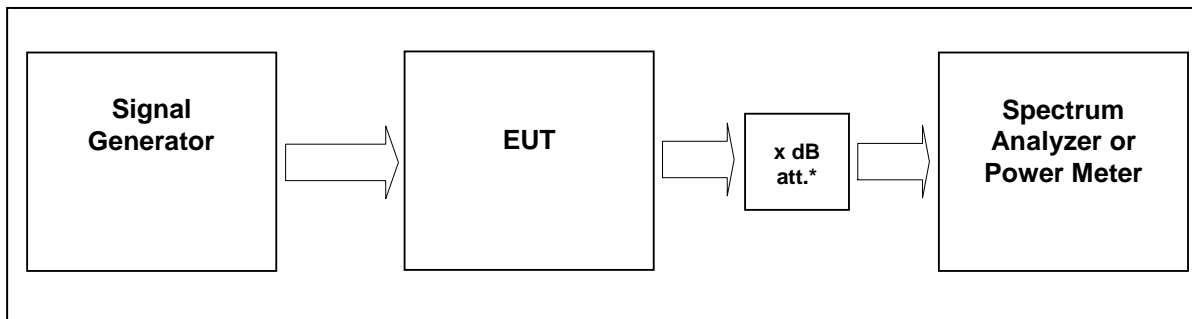 Signal
Generator
EUT
x dB
att.*
Spectrum
Analyzer or
Power Meter